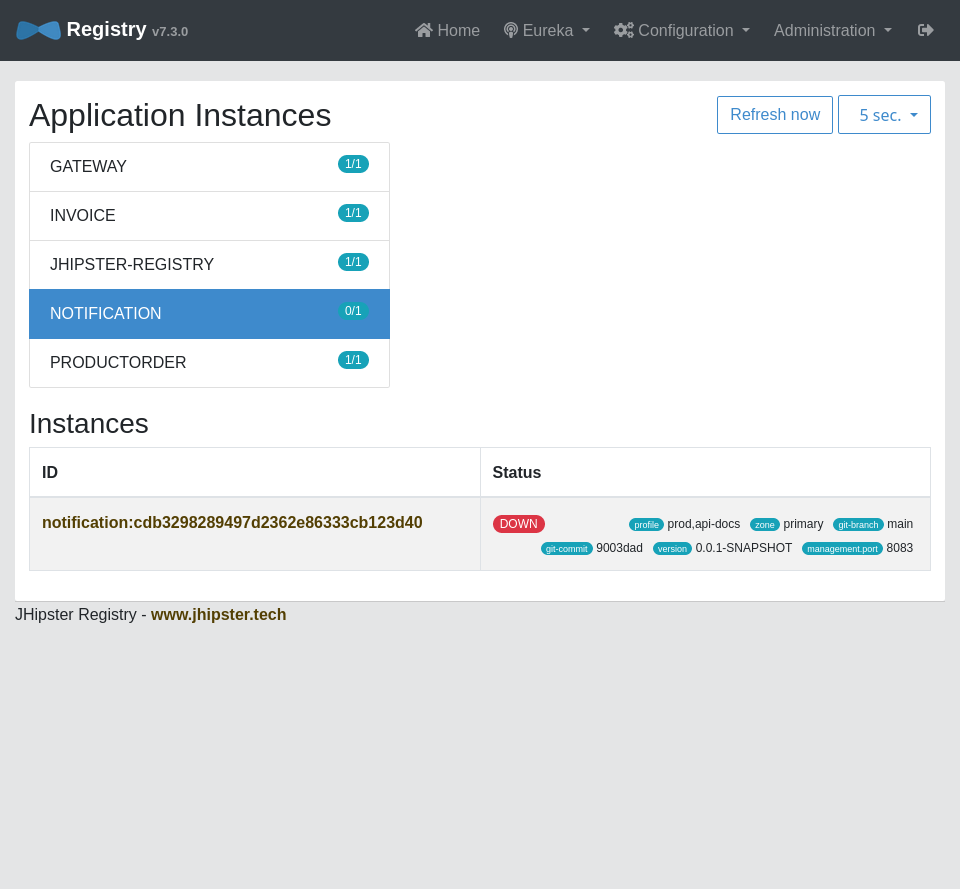 Registry v7.3.0 Home Eureka Configuration Administration
Application Instances Refresh now 5 sec.
GATEWAY 1/1
INVOICE 1/1
JHIPSTER-REGISTRY 1/1
NOTIFICATION 0/1
PRODUCTORDER 1/1
Instances
ID Status
notification:cdb3298289497d2362e86333cb123d40 DOWN profile prod,api-docs zone primary git-branch main
git-commit 9003dad version 0.0.1-SNAPSHOT management.port 8083
JHipster Registry - www.jhipster.tech